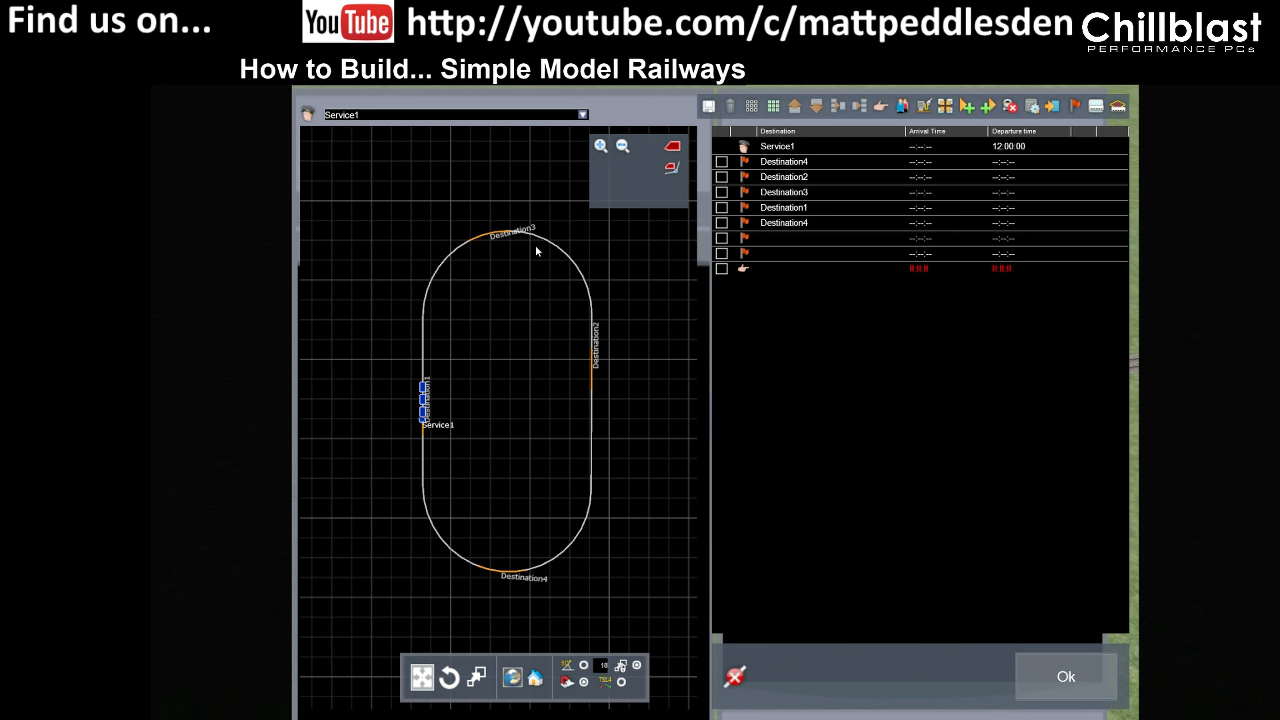 Find us on...
YouTube
http://youtube.com/c/mattpeddlesden
Chillblast
PERFORMANCE PCs
How to Build... Simple Model Railways
Service1
Destination Arrival Time Departure time
Service1 --:--:-- 12:00:00
Destination4 --:--:-- --:--:--
Destination2 --:--:-- --:--:--
Destination3 --:--:-- --:--:--
Destination1 --:--:-- --:--:--
Destination4 --:--:-- --:--:--
--:--:-- --:--:--
--:--:-- --:--:--
Destination3
Destination2
Destination1
Service1
Destination4
18
TS14
Ok